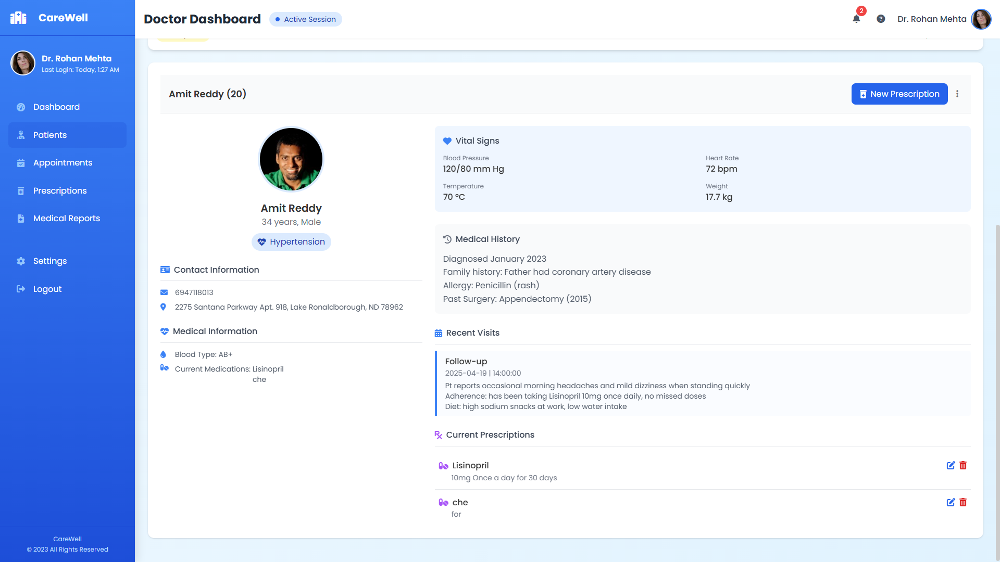 CareWell
Doctor Dashboard
Active Session
2
Dr. Rohan Mehta
Dr. Rohan Mehta
Last Login: Today, 1:27 AM
Dashboard
Patients
Appointments
Prescriptions
Medical Reports
Settings
Logout
CareWell
© 2023 All Rights Reserved
Amit Reddy (20)
New Prescription
Amit Reddy
34 years, Male
Hypertension
Contact Information
6947118013
2275 Santana Parkway Apt. 918, Lake Ronaldborough, ND 78962
Medical Information
Blood Type: AB+
Current Medications: Lisinopril
che
Vital Signs
Blood Pressure
120/80 mm Hg
Heart Rate
72 bpm
Temperature
70 °C
Weight
17.7 kg
Medical History
Diagnosed January 2023
Family history: Father had coronary artery disease
Allergy: Penicillin (rash)
Past Surgery: Appendectomy (2015)
Recent Visits
Follow-up
2025-04-19 | 14:00:00
Pt reports occasional morning headaches and mild dizziness when standing quickly
Adherence: has been taking Lisinopril 10mg once daily, no missed doses
Diet: high sodium snacks at work, low water intake
Current Prescriptions
Lisinopril
10mg Once a day for 30 days
che
for